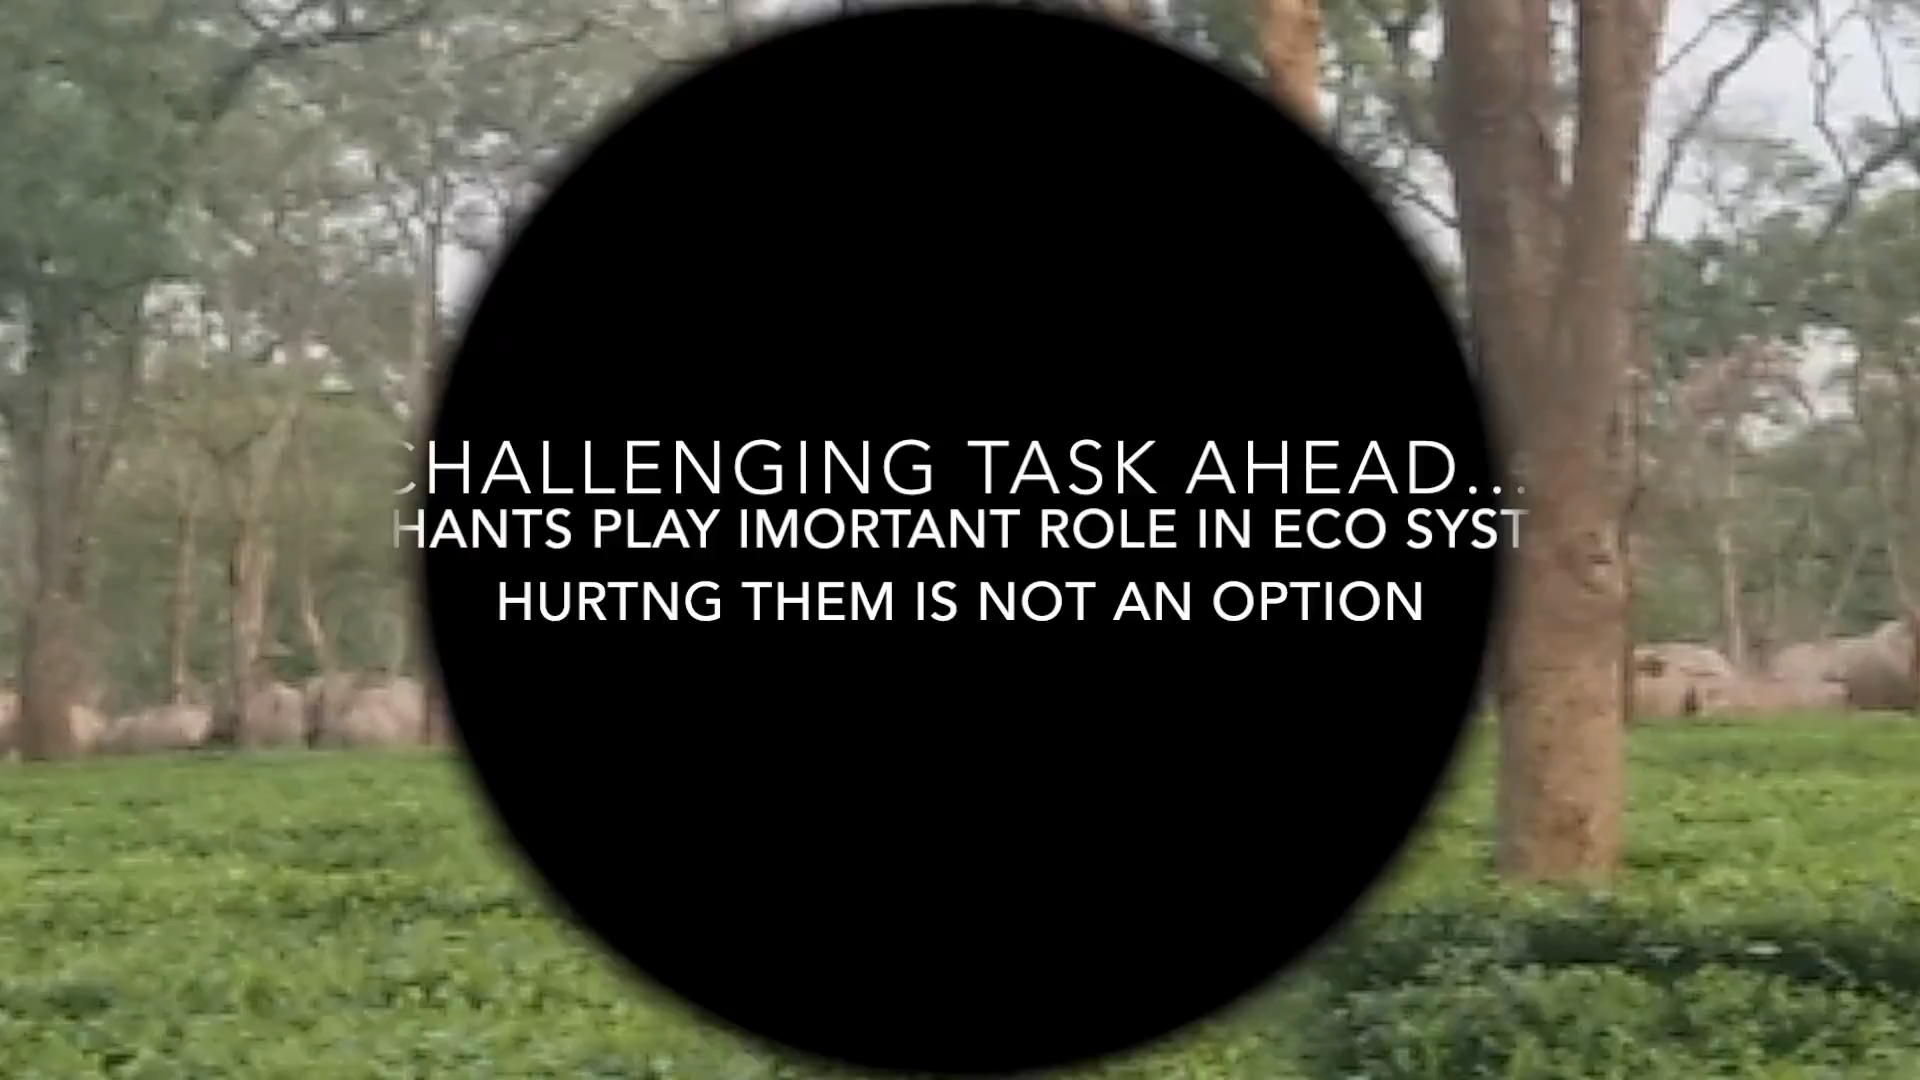 CHALLENGING TASK AHEAD...
HANTS PLAY IMORTANT ROLE IN ECO SYST
HURTNG THEM IS NOT AN OPTION